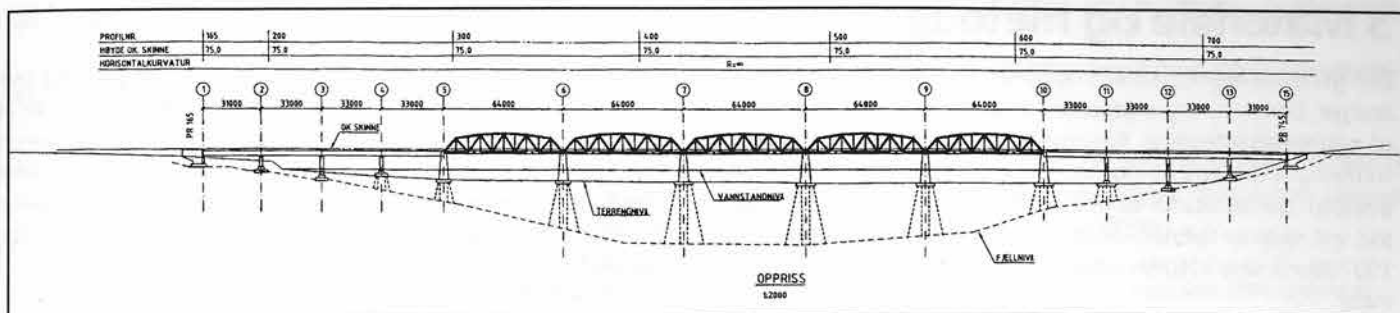 PROFILNR. 165 200 300 400 500 600 700
HØYDE OK. SKINNE 75,0 75,0 75,0 75,0 75,0 75,0 75,0
HORISONTALKURVATUR R=∞
1 2 3 4 5 6 7 8 9 10 11 12 13 15
31000 33000 33000 33000 64000 64000 64000 64000 64000 33000 33000 33000 31000
PR 165
OK SKINNE
PR 755
VANNSTANDNIVÅ
TERRENGNIVÅ
FJELLNIVÅ
OPPRISS
1:2000